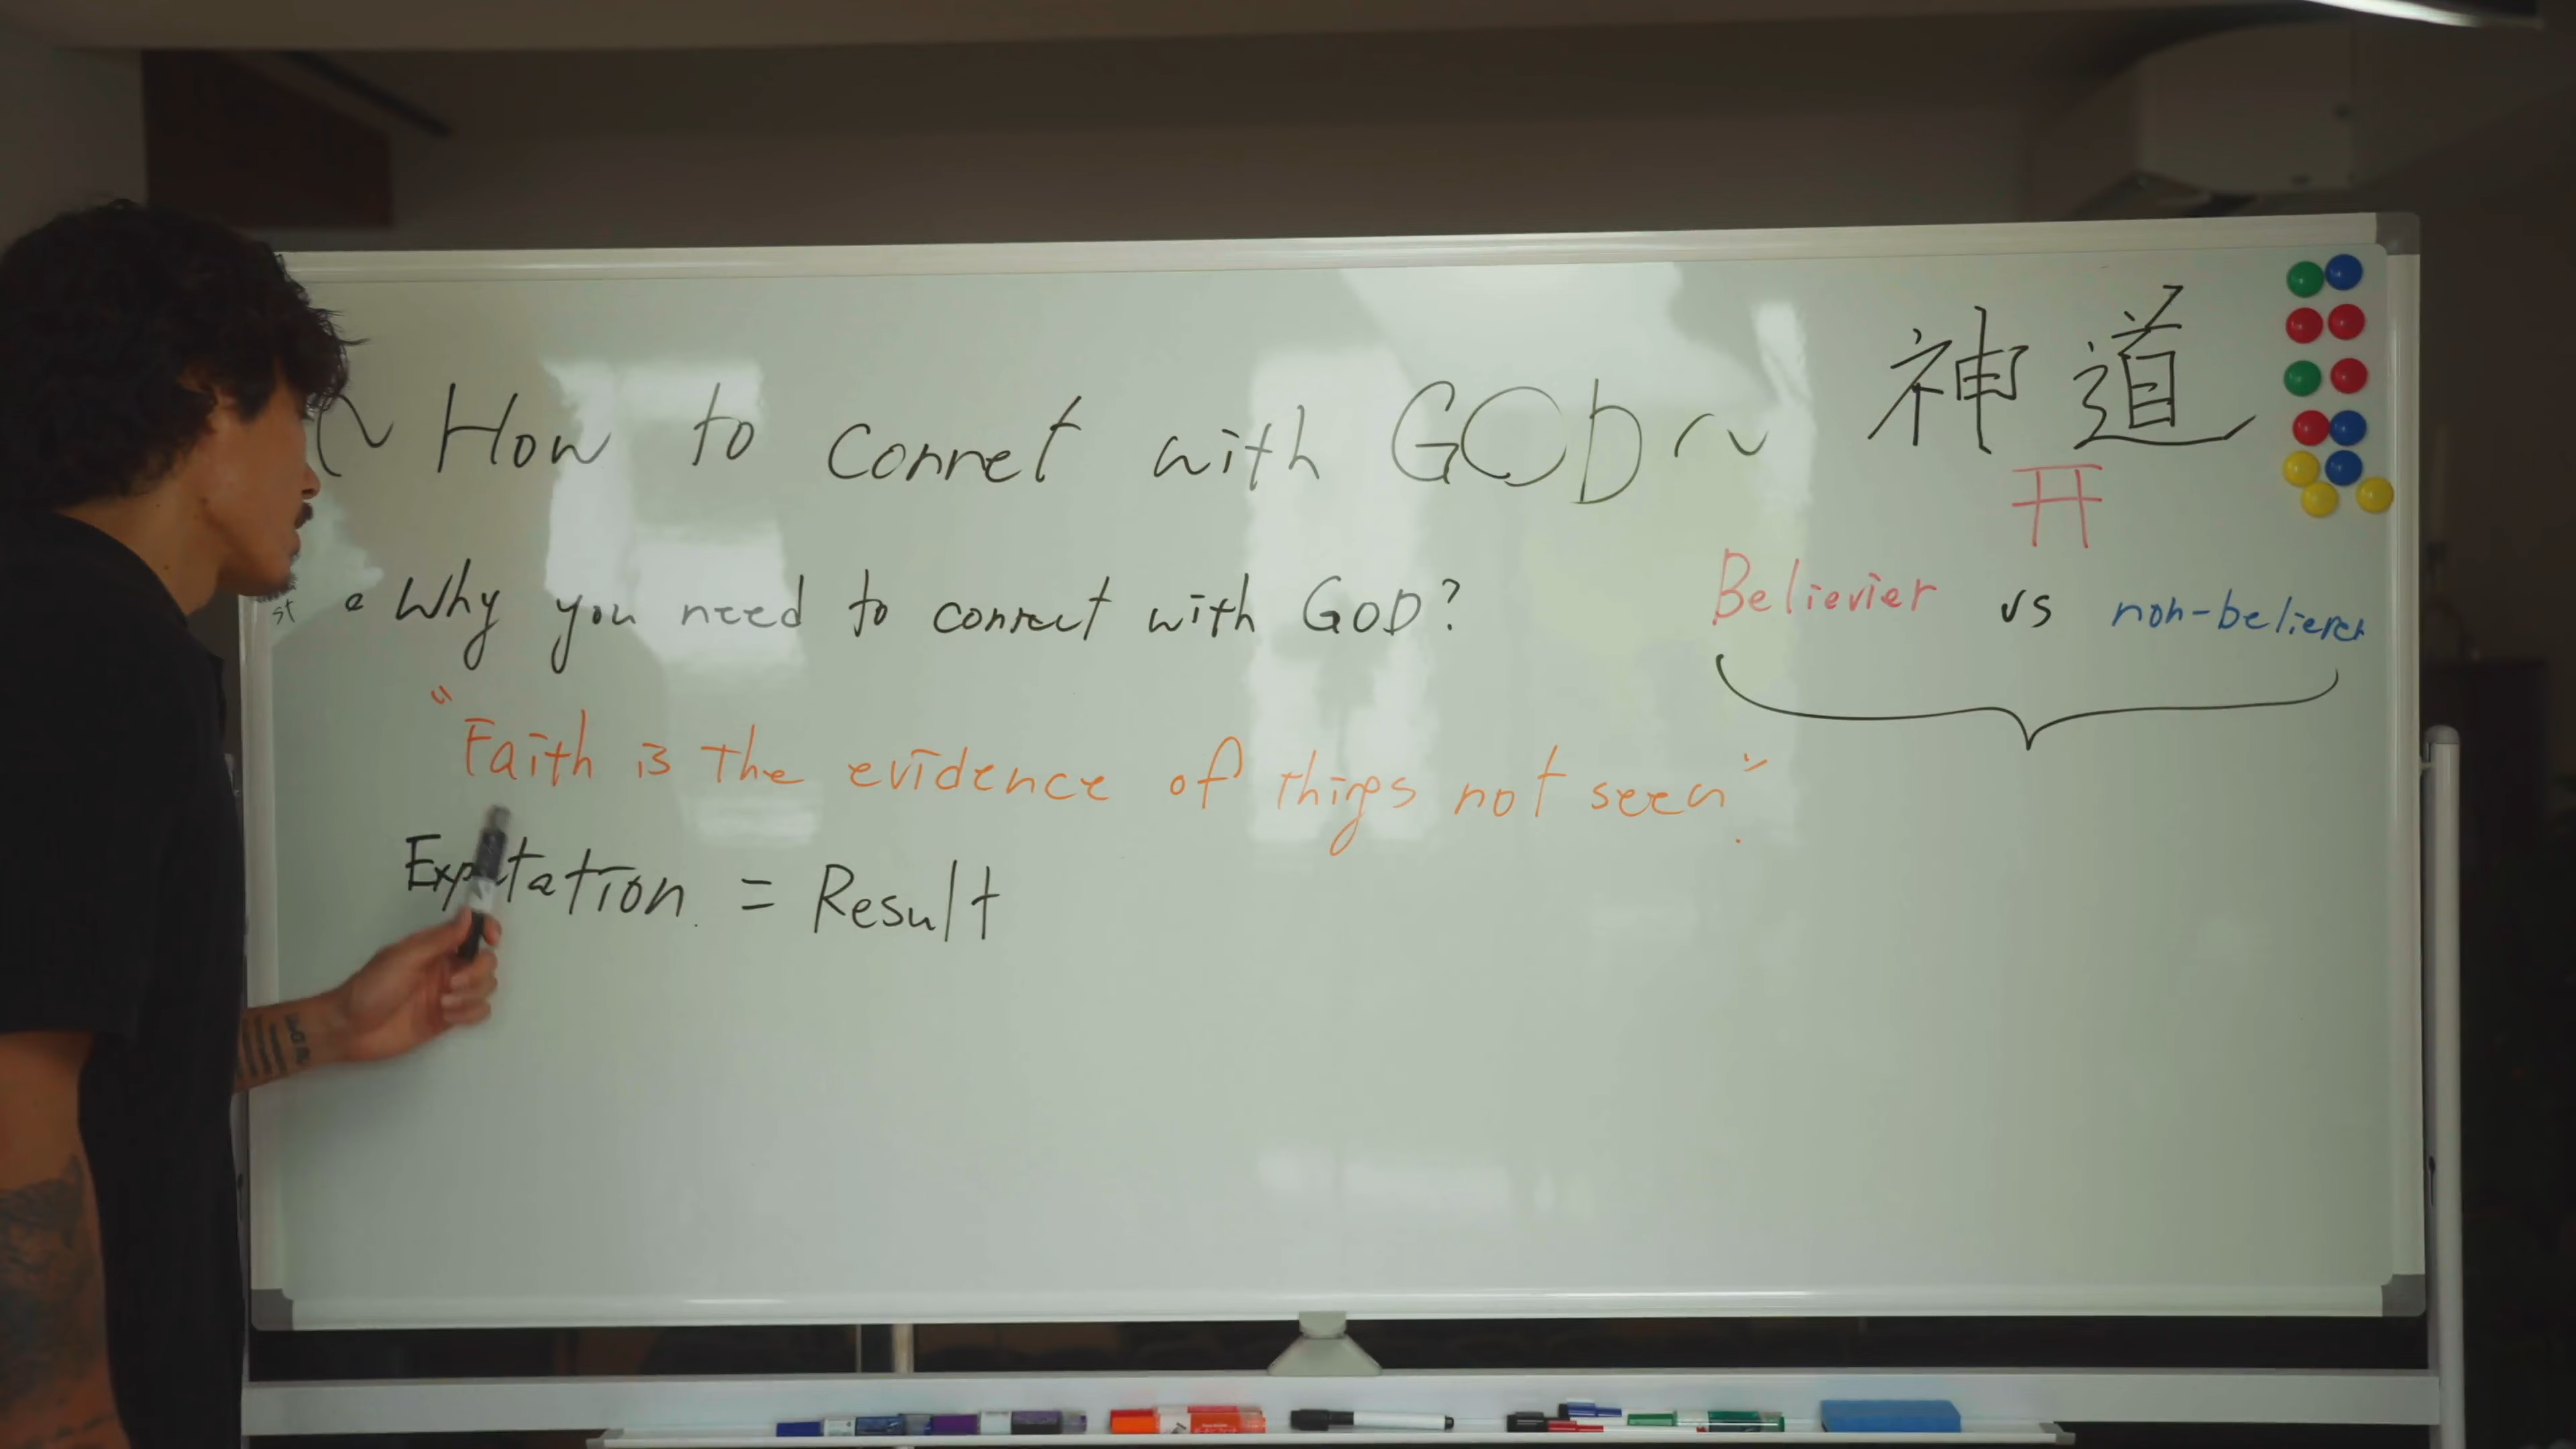 ~ How to connet with GOD ~
神道
st • Why you need to connect with GOD?
Believier vs non-believer
"Faith is the evidence of things not seen".
= Result